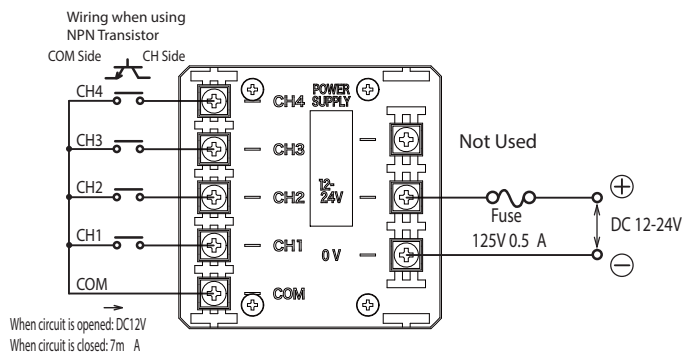 Wiring when using
NPN Transistor
COM Side CH Side
CH4
CH3
CH2
CH1
COM
When circuit is opened: DC12V
When circuit is closed: 7m A
POWER
SUPPLY
CH4
CH3
CH2
CH1
COM
12-
24V
0 V
Not Used
Fuse
125V 0.5 A
+
DC 12-24V
−